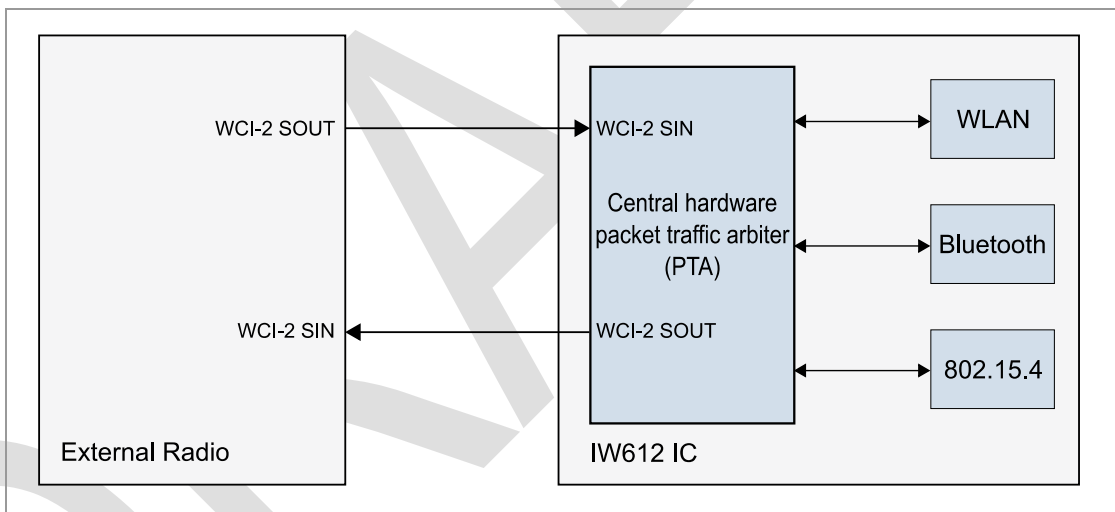 WCI-2 SOUT
WCI-2 SIN
External Radio
WCI-2 SIN
Central hardware
packet traffic arbiter
(PTA)
WCI-2 SOUT
IW612 IC
WLAN
Bluetooth
802.15.4